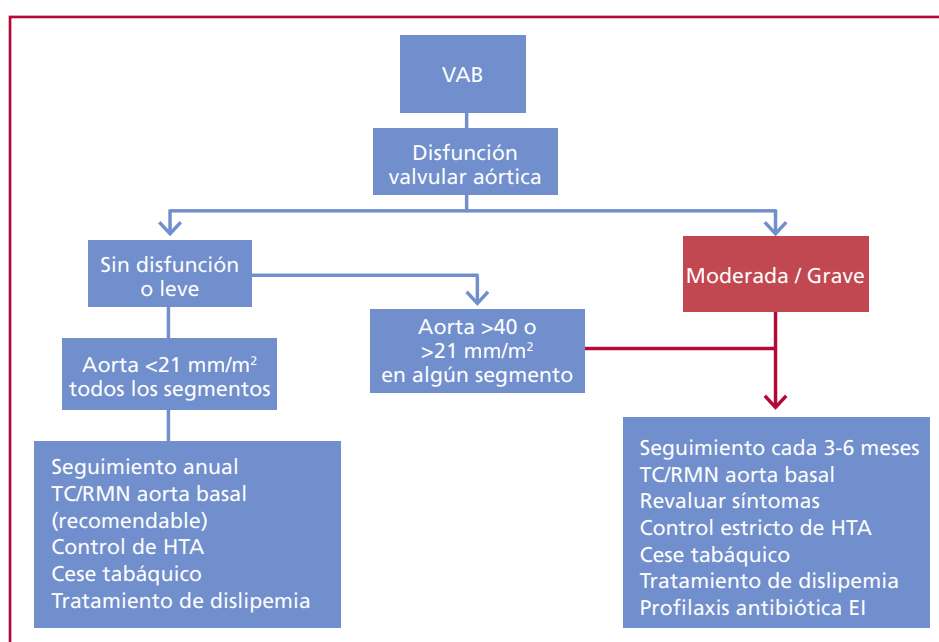 VAB
Disfunción
valvular aórtica
Sin disfunción
o leve
Moderada / Grave
Aorta >40 o
>21 mm/m²
en algún segmento
Aorta <21 mm/m²
todos los segmentos
Seguimiento anual
TC/RMN aorta basal
(recomendable)
Control de HTA
Cese tabáquico
Tratamiento de dislipemia
Seguimiento cada 3-6 meses
TC/RMN aorta basal
Revaluar síntomas
Control estricto de HTA
Cese tabáquico
Tratamiento de dislipemia
Profilaxis antibiótica EI